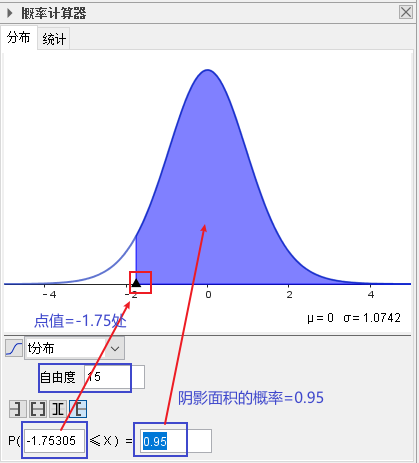 概率计算器
分布 统计
-4 -2 0 2 4
点值=-1.75处
μ = 0 σ = 1.0742
t分布
自由度 15
阴影面积的概率=0.95
P( -1.75305 ≤ X ) = 0.95